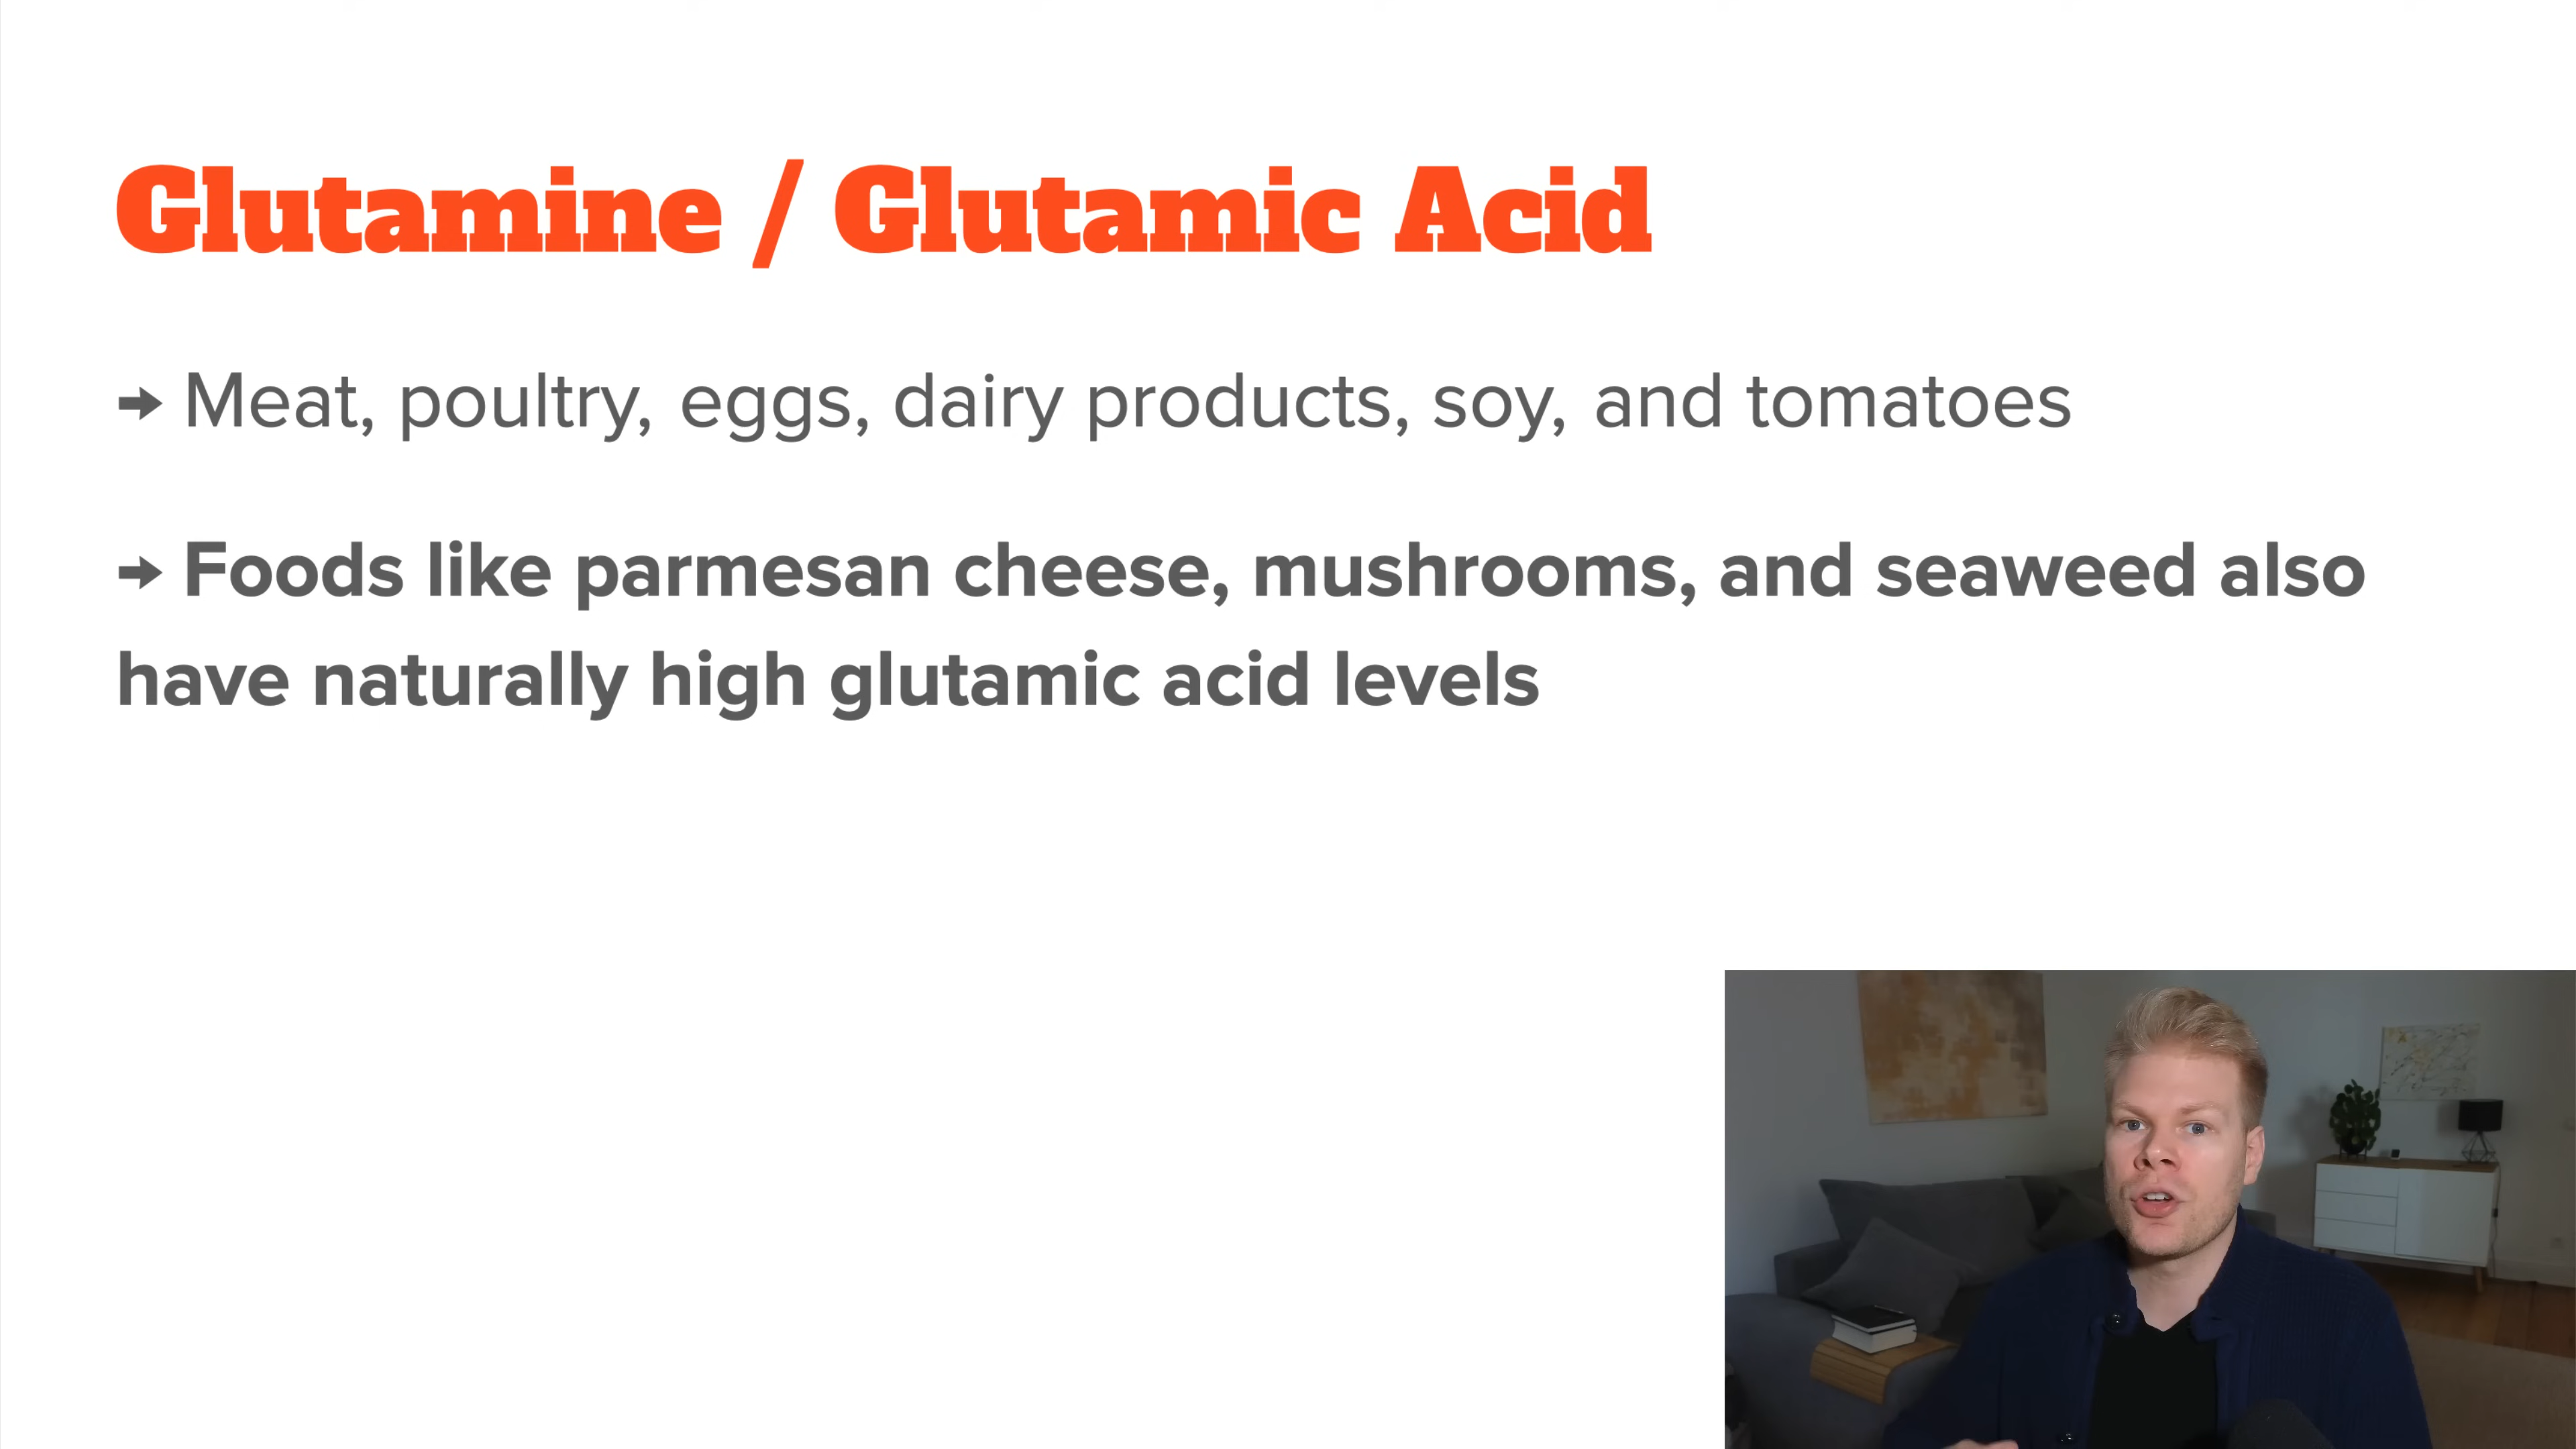 Glutamine / Glutamic Acid
→ Meat, poultry, eggs, dairy products, soy, and tomatoes
→ Foods like parmesan cheese, mushrooms, and seaweed also
have naturally high glutamic acid levels